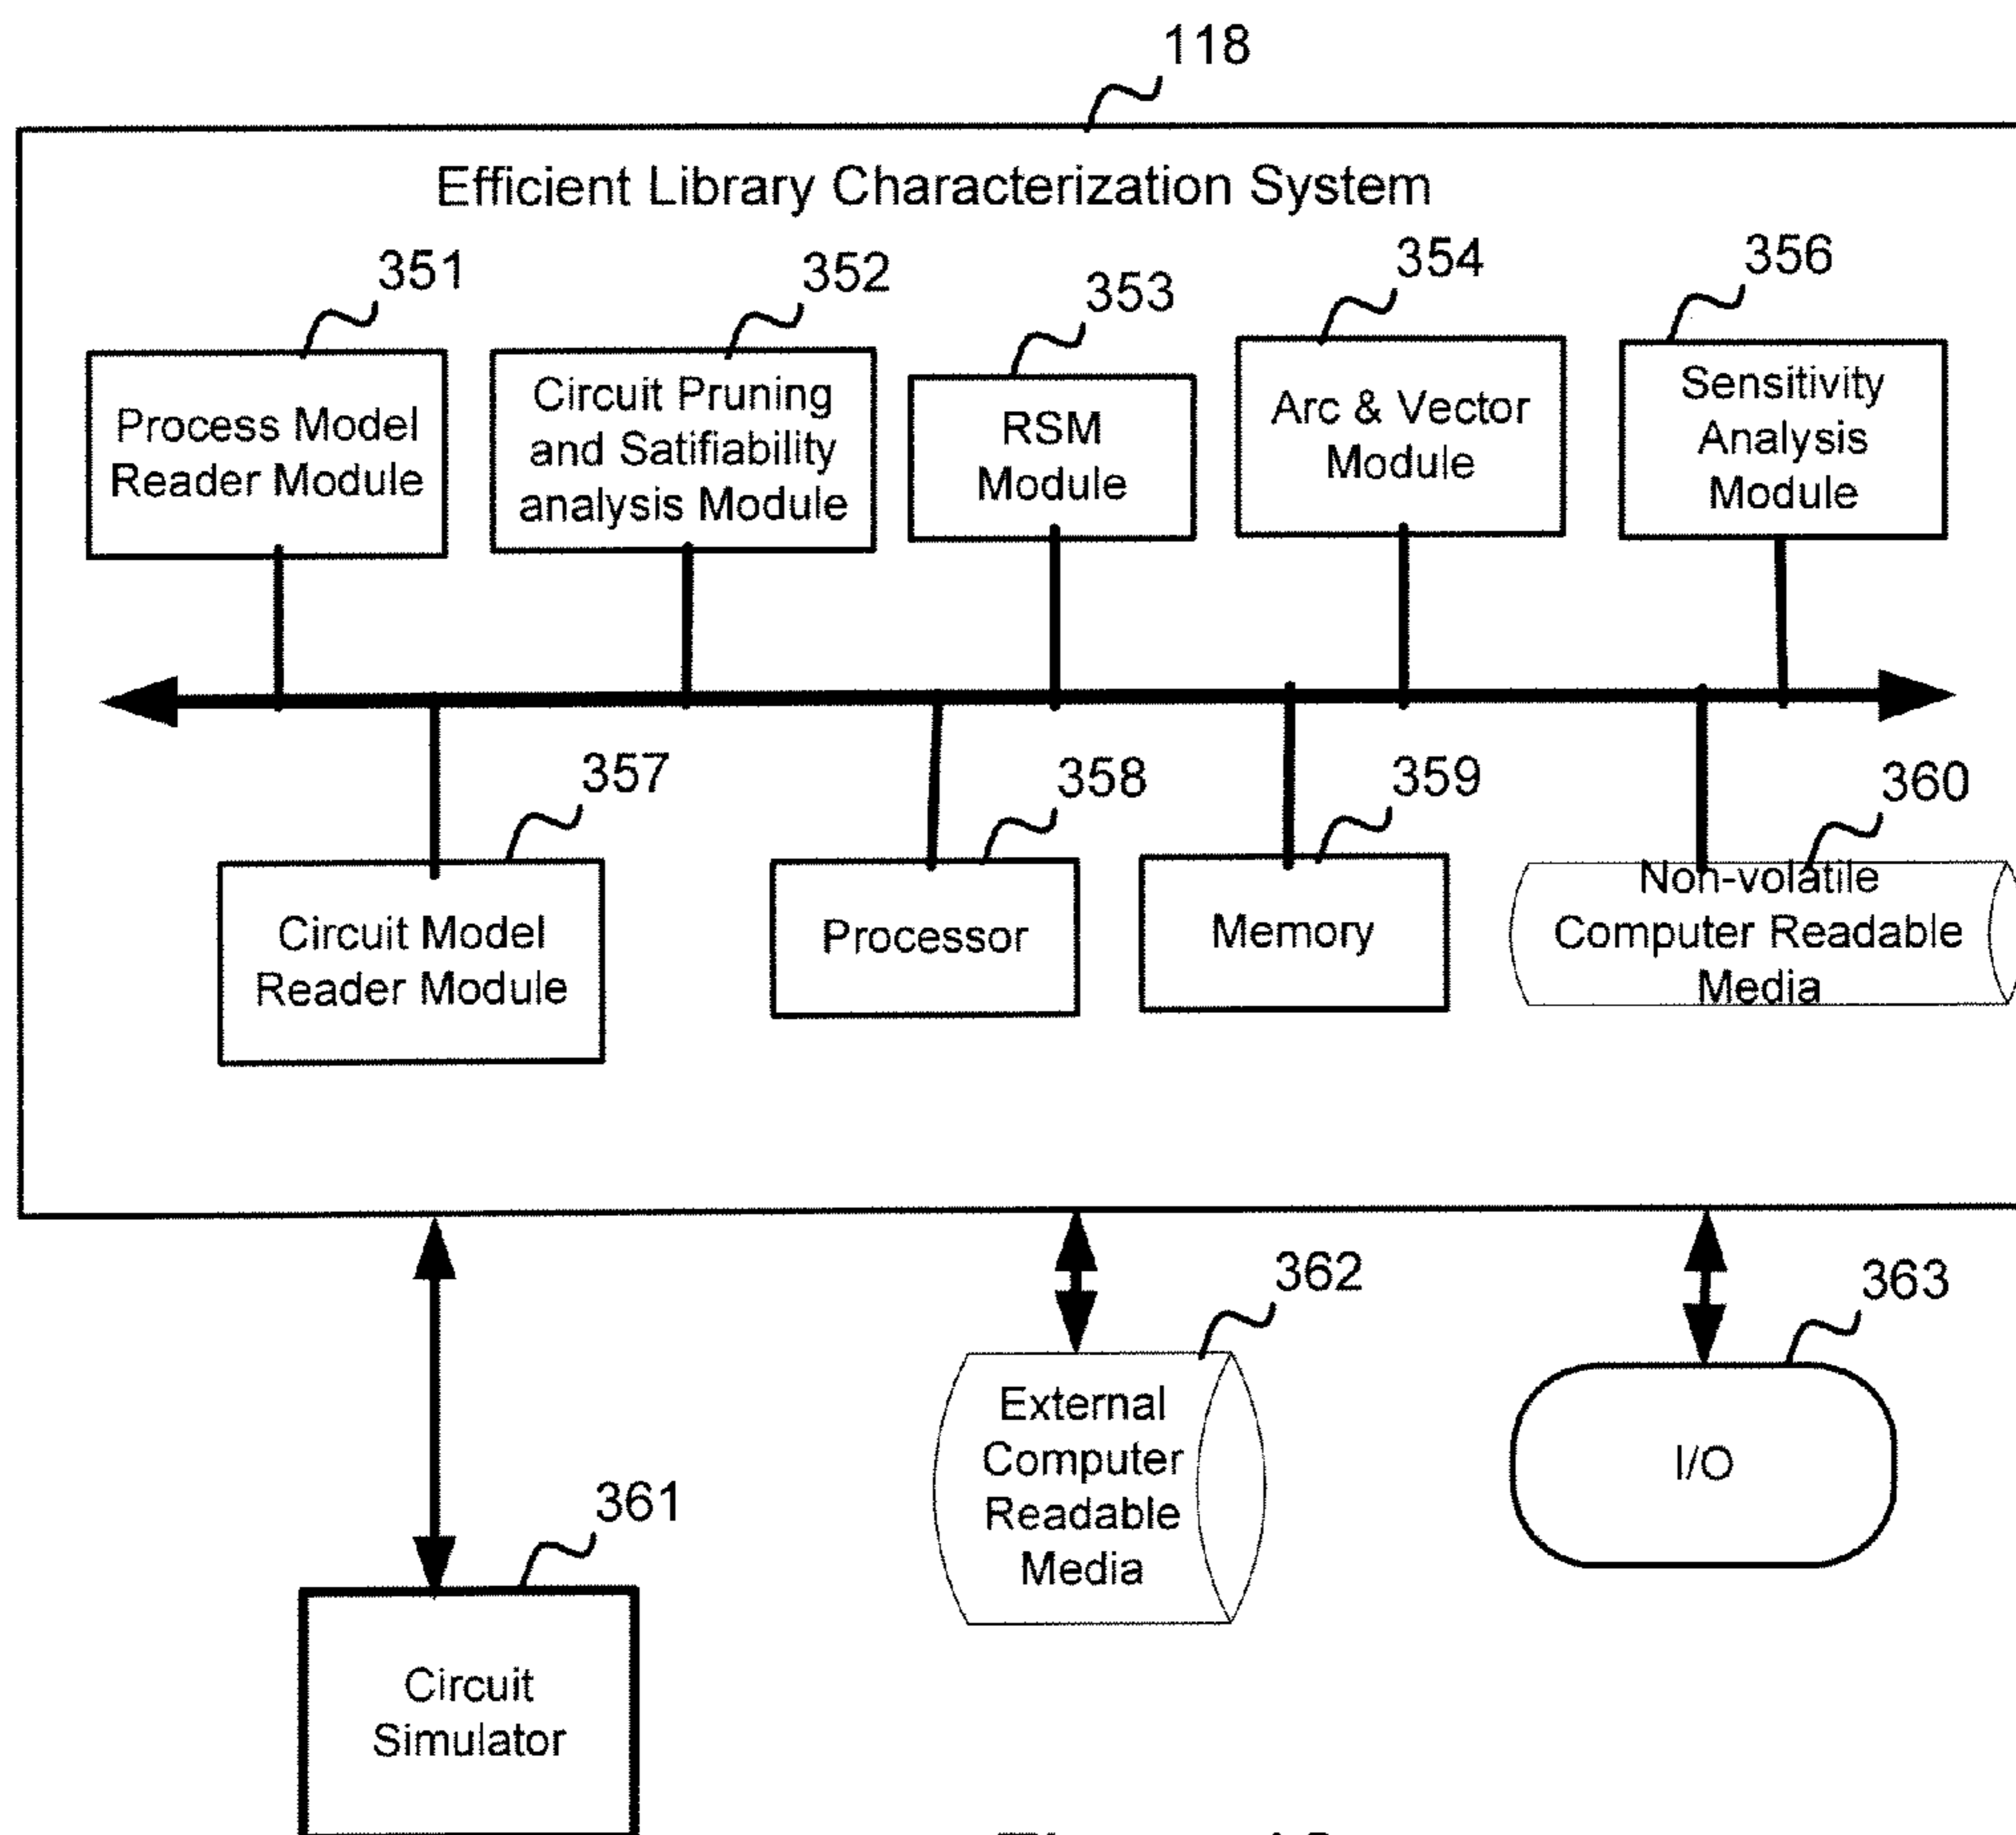 118
Efficient Library Characterization System
351
352
353
354
356
Process Model
Reader Module
Circuit Pruning
and Satifiability
analysis Module
RSM
Module
Arc & Vector
Module
Sensitivity
Analysis
Module
357
358
359
360
Circuit Model
Reader Module
Processor
Memory
Non-volatile
Computer Readable
Media
361
362
363
Circuit
Simulator
External
Computer
Readable
Media
I/O